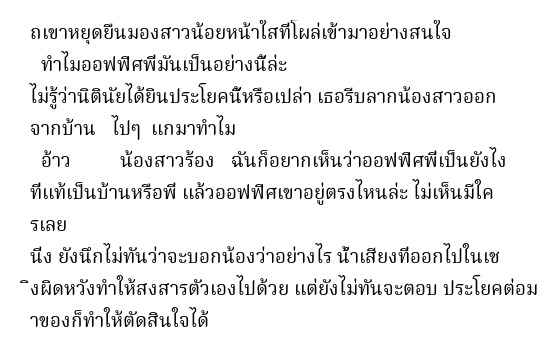 ถเขาหยุดยืนมองสาวน้อยหน้าใสที่โผล่เข้ามาอย่างสนใจ
ทำไมออฟฟิศพี่มันเป็นอย่างนี้ล่ะ
ไม่รู้ว่านิตินัยได้ยินประโยคนี้หรือเปล่า เธอรีบลากน้องสาวออก
จากบ้าน ไปๆ แกมาทำไม
อ้าว น้องสาวร้อง ฉันก็อยากเห็นว่าออฟฟิศพี่เป็นยังไง
ที่แท้เป็นบ้านหรือพี่ แล้วออฟฟิศเขาอยู่ตรงไหนล่ะ ไม่เห็นมีใค
รเลย
นีง ยังนึกไม่ทันว่าจะบอกน้องว่าอย่างไร น้ำเสียงที่ออกไปในเช
ิงผิดหวังทำให้สงสารตัวเองไปด้วย แต่ยังไม่ทันจะตอบ ประโยคต่อม
าของก็ทำให้ตัดสินใจได้